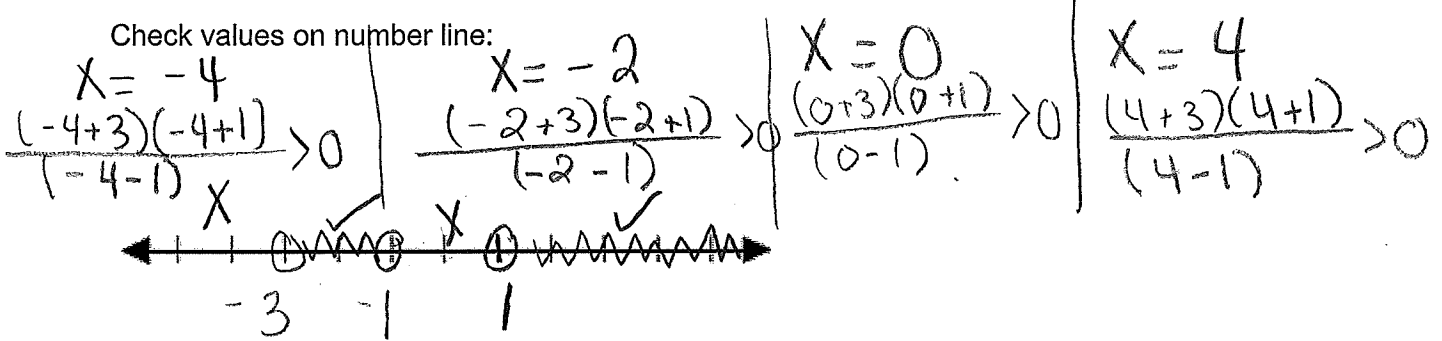 Check values on number line:
x = -4
(-4+3)(-4+1)
(-4-1)
>0
x = -2
(-2+3)(-2+1)
(-2-1)
>0
x = 0
(0+3)(0+1)
(0-1)
>0
x = 4
(4+3)(4+1)
(4-1)
>0
x ✓ x ✓
-3 -1 1